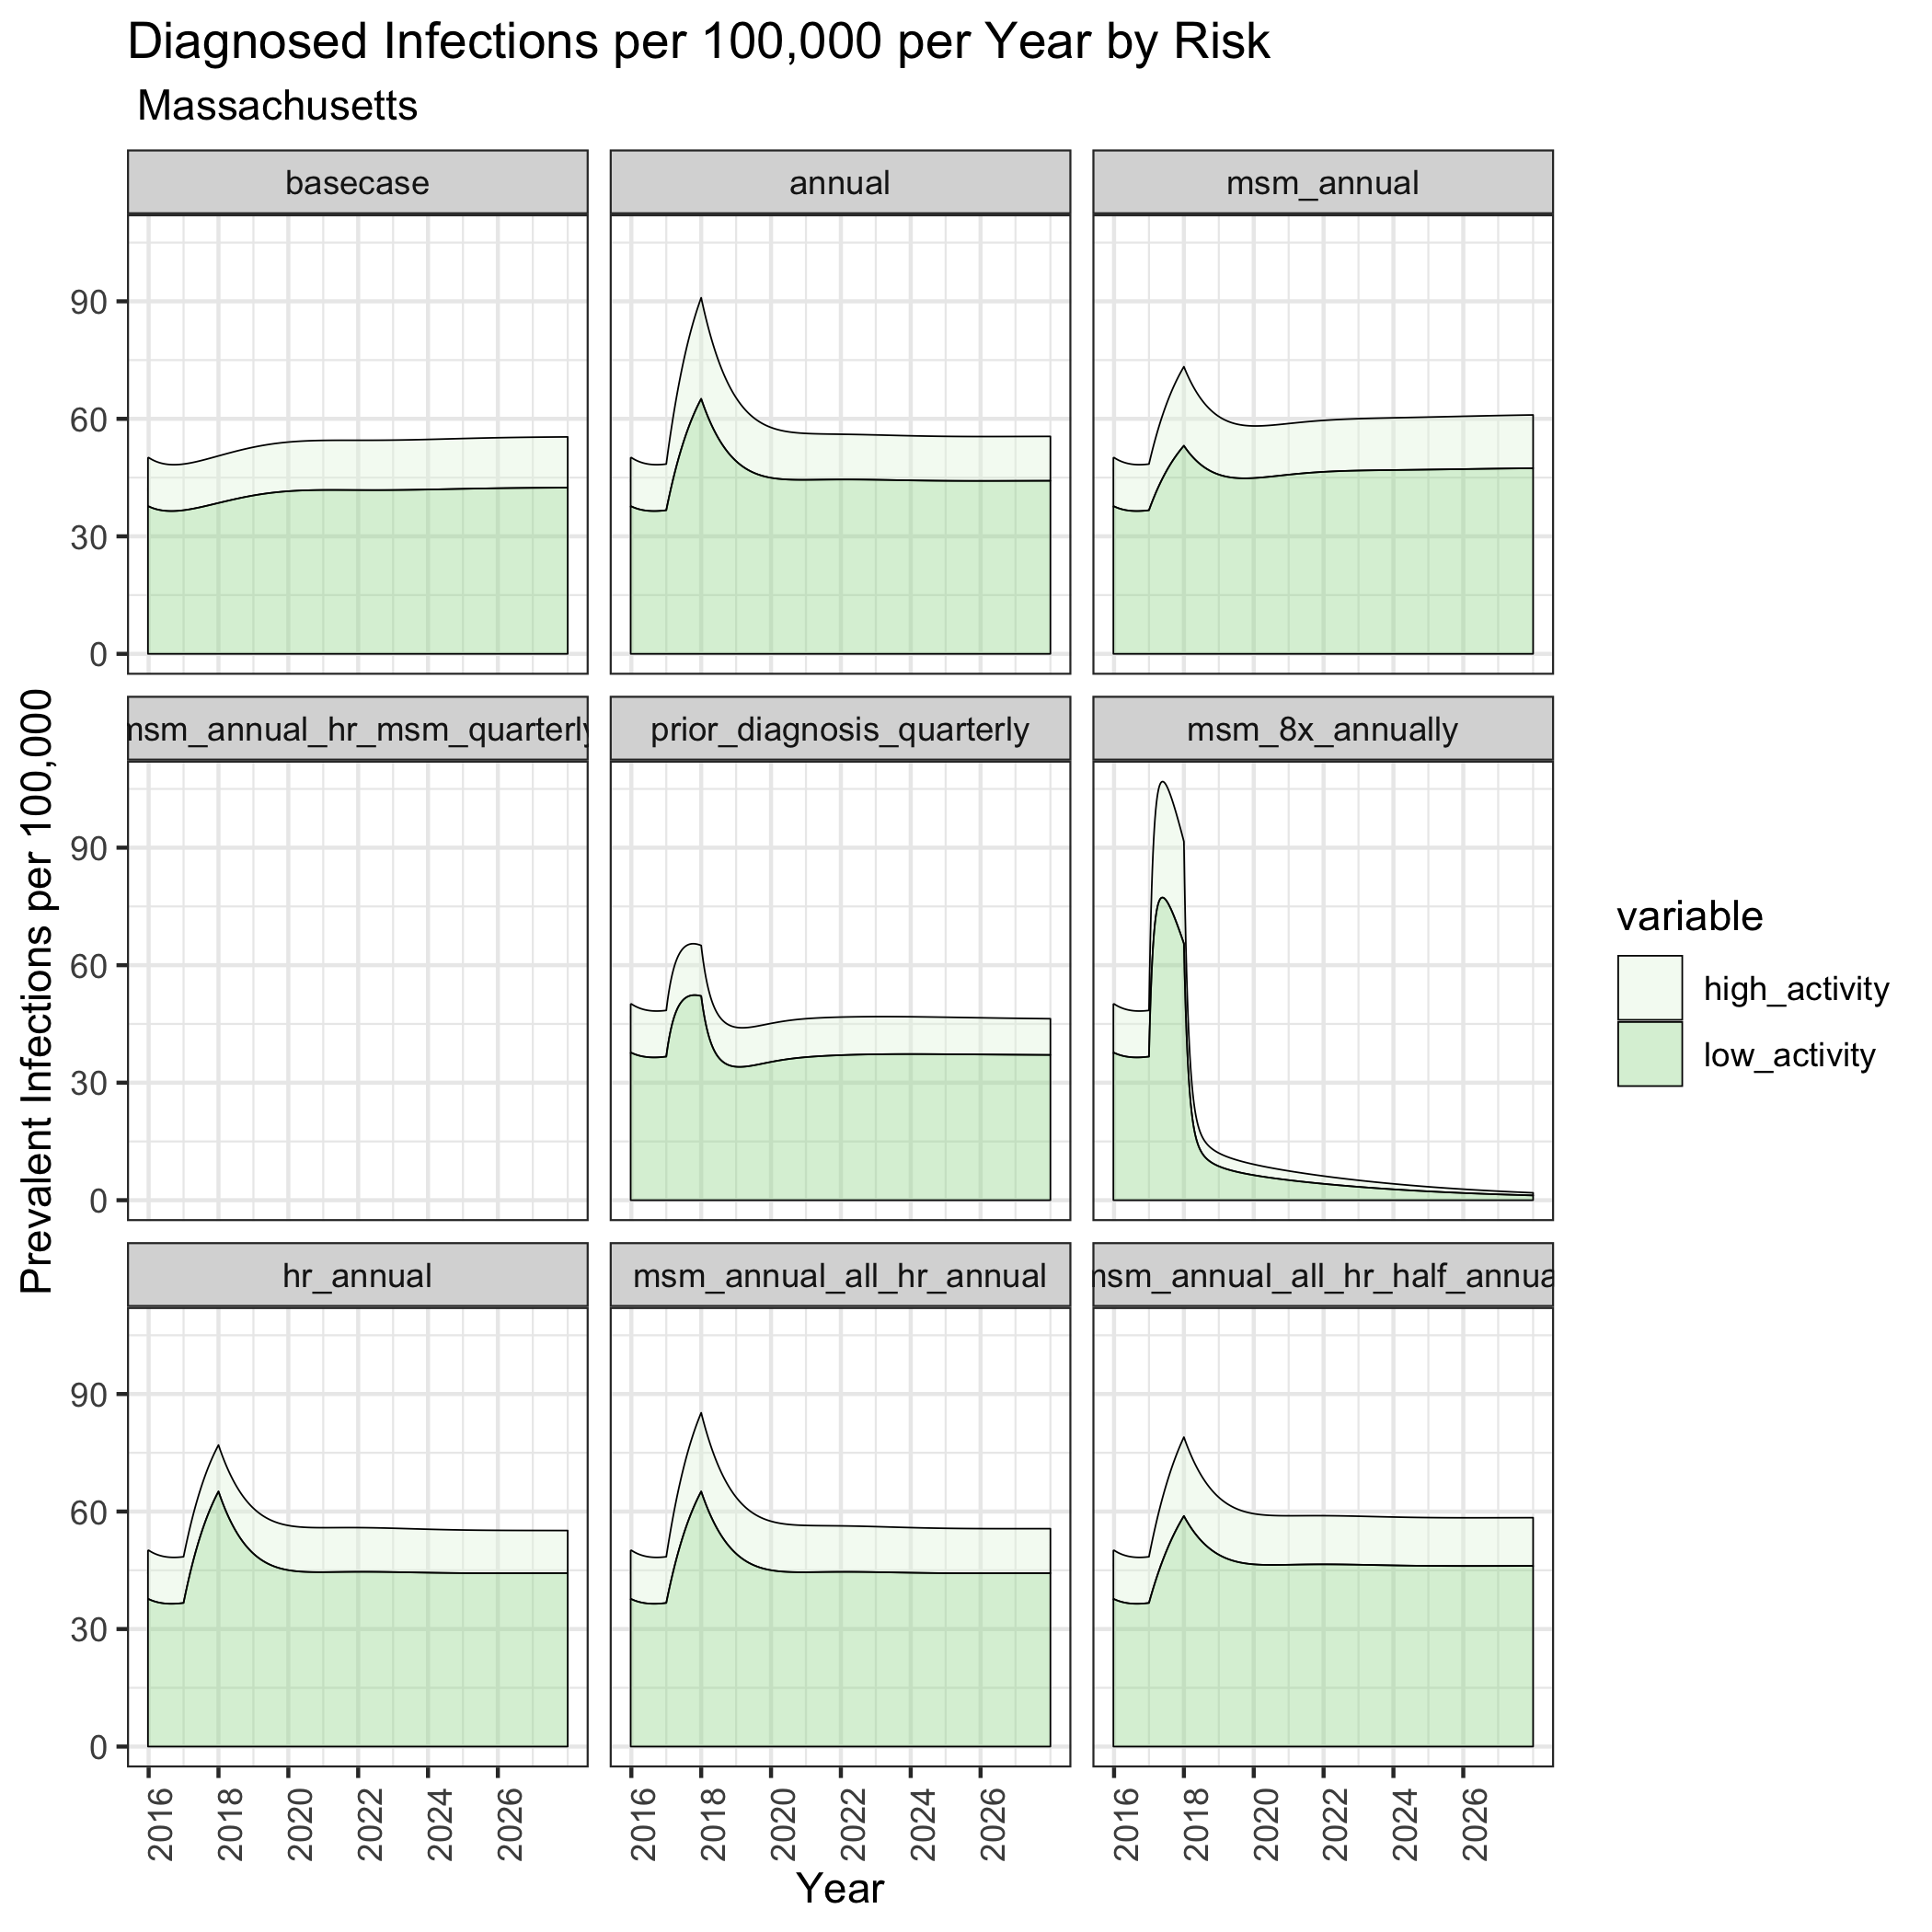 Diagnosed Infections per 100,000 per Year by Risk
Massachusetts
basecase
annual
msm_annual
90
60
30
0
msm_annual_hr_msm_quarterly
prior_diagnosis_quarterly
msm_8x_annually
90
60
30
0
hr_annual
msm_annual_all_hr_annual
msm_annual_all_hr_half_annua
90
60
30
0
2016 2018 2020 2022 2024 2026
2016 2018 2020 2022 2024 2026
2016 2018 2020 2022 2024 2026
Year
Prevalent Infections per 100,000
variable
high_activity
low_activity